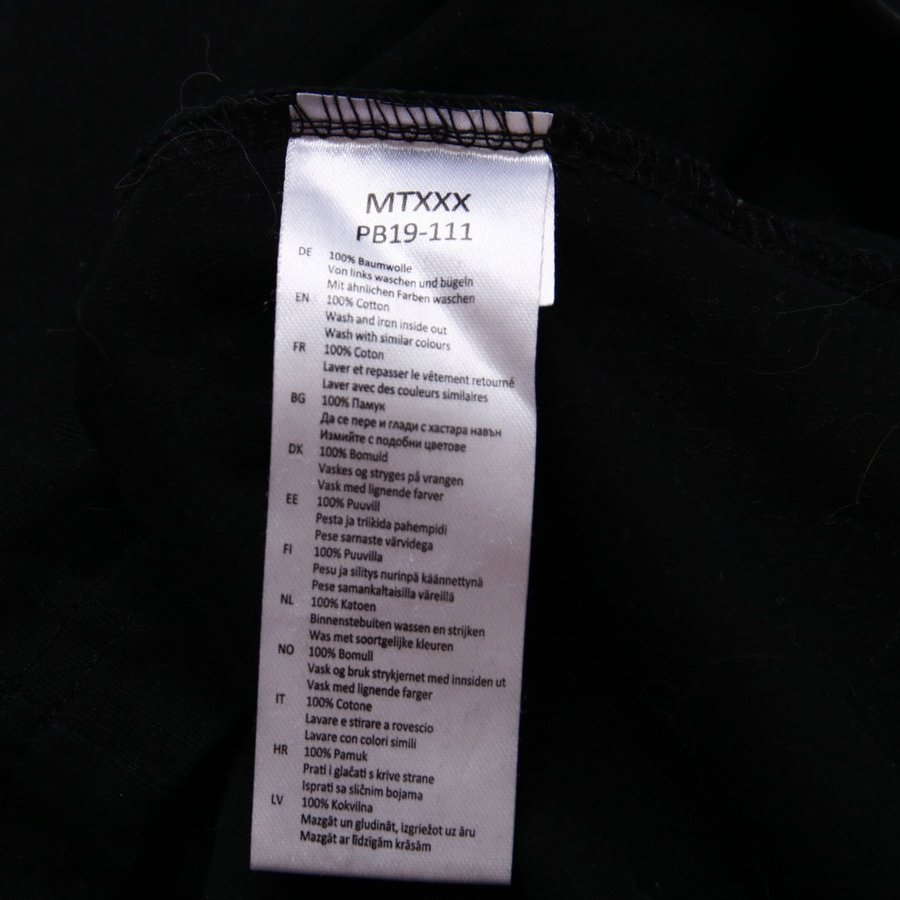 MTXXX
PB19-111
DE 100% Baumwolle
Von links waschen und bügeln
Mit ähnlichen Farben waschen
EN 100% Cotton
Wash and iron inside out
Wash with similar colours
FR 100% Coton
Laver et repasser le vêtement retourné
Laver avec des couleurs similaires
BG 100% Памук
Да се пере и глади с хастара навън
Измийте с подобни цветове
DK 100% Bomuld
Vaskes og stryges på vrangen
Vask med lignende farver
EE 100% Puuvill
Pesta ja triikida pahempidi
Pese sarnaste värvidega
FI 100% Puuvilla
Pesu ja silitys nurinpä käännettynä
Pese samankaltaisilla väreillä
NL 100% Katoen
Binnenstebuiten wassen en strijken
Was met soortgelijke kleuren
NO 100% Bomull
Vask og bruk strykjernet med innsiden ut
Vask med lignende farger
IT 100% Cotone
Lavare e stirare a rovescio
Lavare con colori simili
HR 100% Pamuk
Prati i glačati s krive strane
Isprati sa sličnim bojama
LV 100% Kokvilna
Mazgāt un gludināt, izgriežot uz āru
Mazgāt ar līdzīgām krāsām